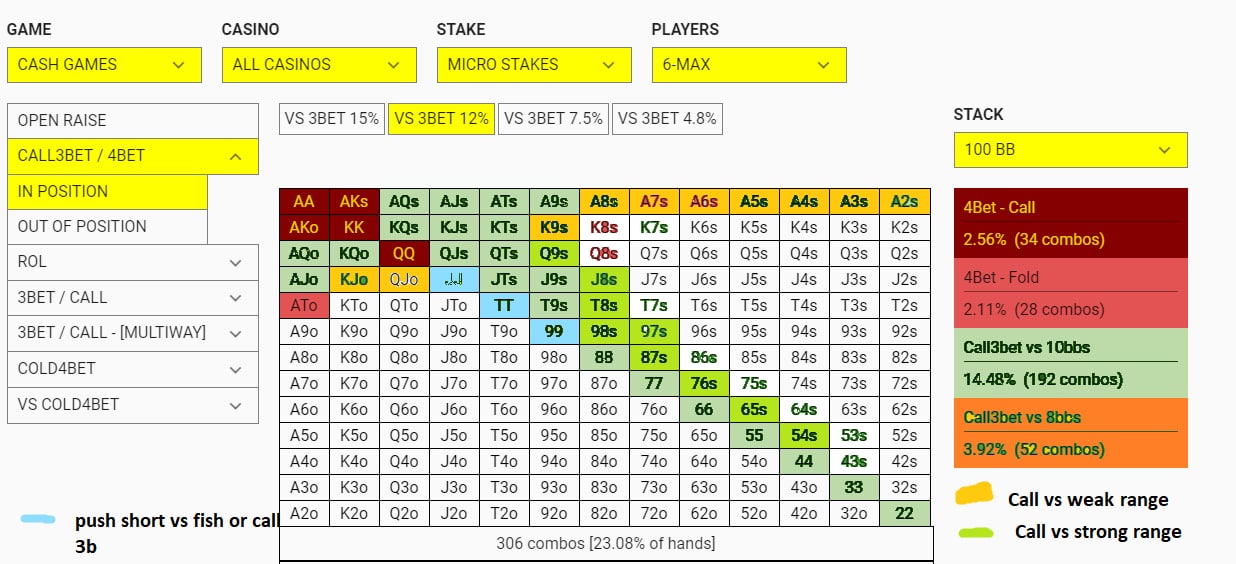 GAME CASINO STAKE PLAYERS
CASH GAMES ALL CASINOS MICRO STAKES 6-MAX
OPEN RAISE
CALL3BET / 4BET
IN POSITION
OUT OF POSITION
ROL
3BET / CALL
3BET / CALL - [MULTIWAY]
COLD4BET
VS COLD4BET
VS 3BET 15% VS 3BET 12% VS 3BET 7.5% VS 3BET 4.8%
AA AKs AQs AJs ATs A9s A8s A7s A6s A5s A4s A3s A2s
AKo KK KQs KJs KTs K9s K8s K7s K6s K5s K4s K3s K2s
AQo KQo QQ QJs QTs Q9s Q8s Q7s Q6s Q5s Q4s Q3s Q2s
AJo KJo QJo JJ JTs J9s J8s J7s J6s J5s J4s J3s J2s
ATo KTo QTo JTo TT T9s T8s T7s T6s T5s T4s T3s T2s
A9o K9o Q9o J9o T9o 99 98s 97s 96s 95s 94s 93s 92s
A8o K8o Q8o J8o T8o 98o 88 87s 86s 85s 84s 83s 82s
A7o K7o Q7o J7o T7o 97o 87o 77 76s 75s 74s 73s 72s
A6o K6o Q6o J6o T6o 96o 86o 76o 66 65s 64s 63s 62s
A5o K5o Q5o J5o T5o 95o 85o 75o 65o 55 54s 53s 52s
A4o K4o Q4o J4o T4o 94o 84o 74o 64o 54o 44 43s 42s
A3o K3o Q3o J3o T3o 93o 83o 73o 63o 53o 43o 33 32s
A2o K2o Q2o J2o T2o 92o 82o 72o 62o 52o 42o 32o 22
306 combos [23.08% of hands]
STACK
100 BB
4Bet - Call
2.56% (34 combos)
4Bet - Fold
2.11% (28 combos)
Call3bet vs 10bbs
14.48% (192 combos)
Call3bet vs 8bbs
3.92% (52 combos)
Call vs weak range
Call vs strong range
push short vs fish or call
3b